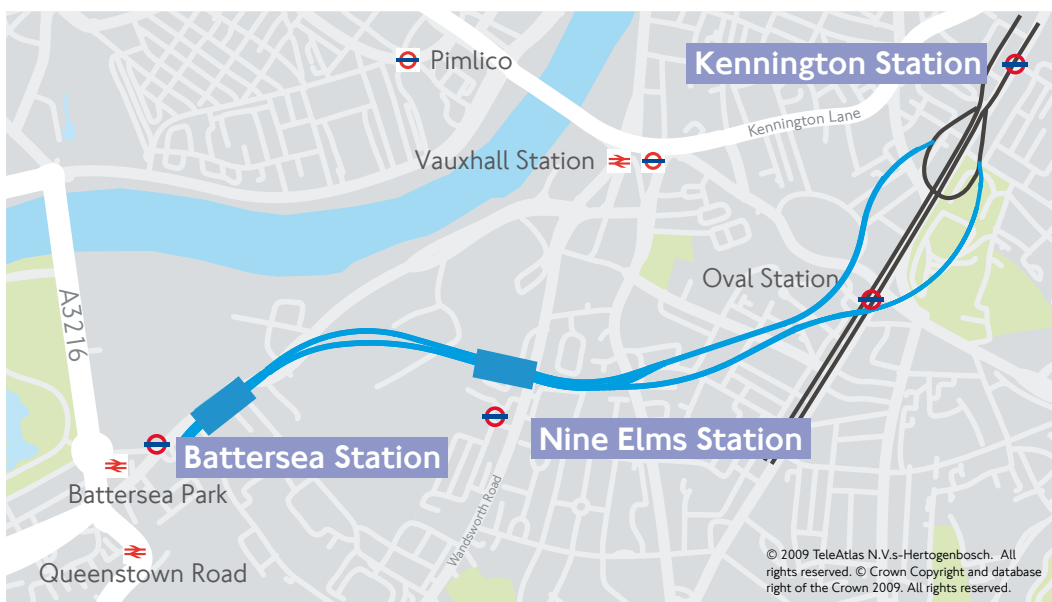 Pimlico
Kennington Station
Kennington Lane
Vauxhall Station
Oval Station
A3216
Nine Elms Station
Battersea Station
Battersea Park
Wandsworth Road
Queenstown Road
© 2009 TeleAtlas N.V.s-Hertogenbosch. All
rights reserved. © Crown Copyright and database
right of the Crown 2009. All rights reserved.